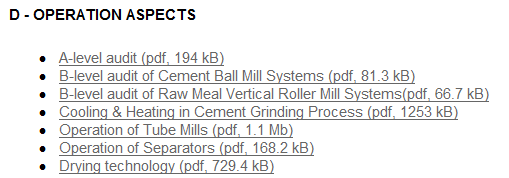 D - OPERATION ASPECTS
● A-level audit (pdf, 194 kB)
● B-level audit of Cement Ball Mill Systems (pdf, 81.3 kB)
● B-level audit of Raw Meal Vertical Roller Mill Systems(pdf, 66.7 kB)
● Cooling & Heating in Cement Grinding Process (pdf, 1253 kB)
● Operation of Tube Mills (pdf, 1.1 Mb)
● Operation of Separators (pdf, 168.2 kB)
● Drying technology (pdf, 729.4 kB)